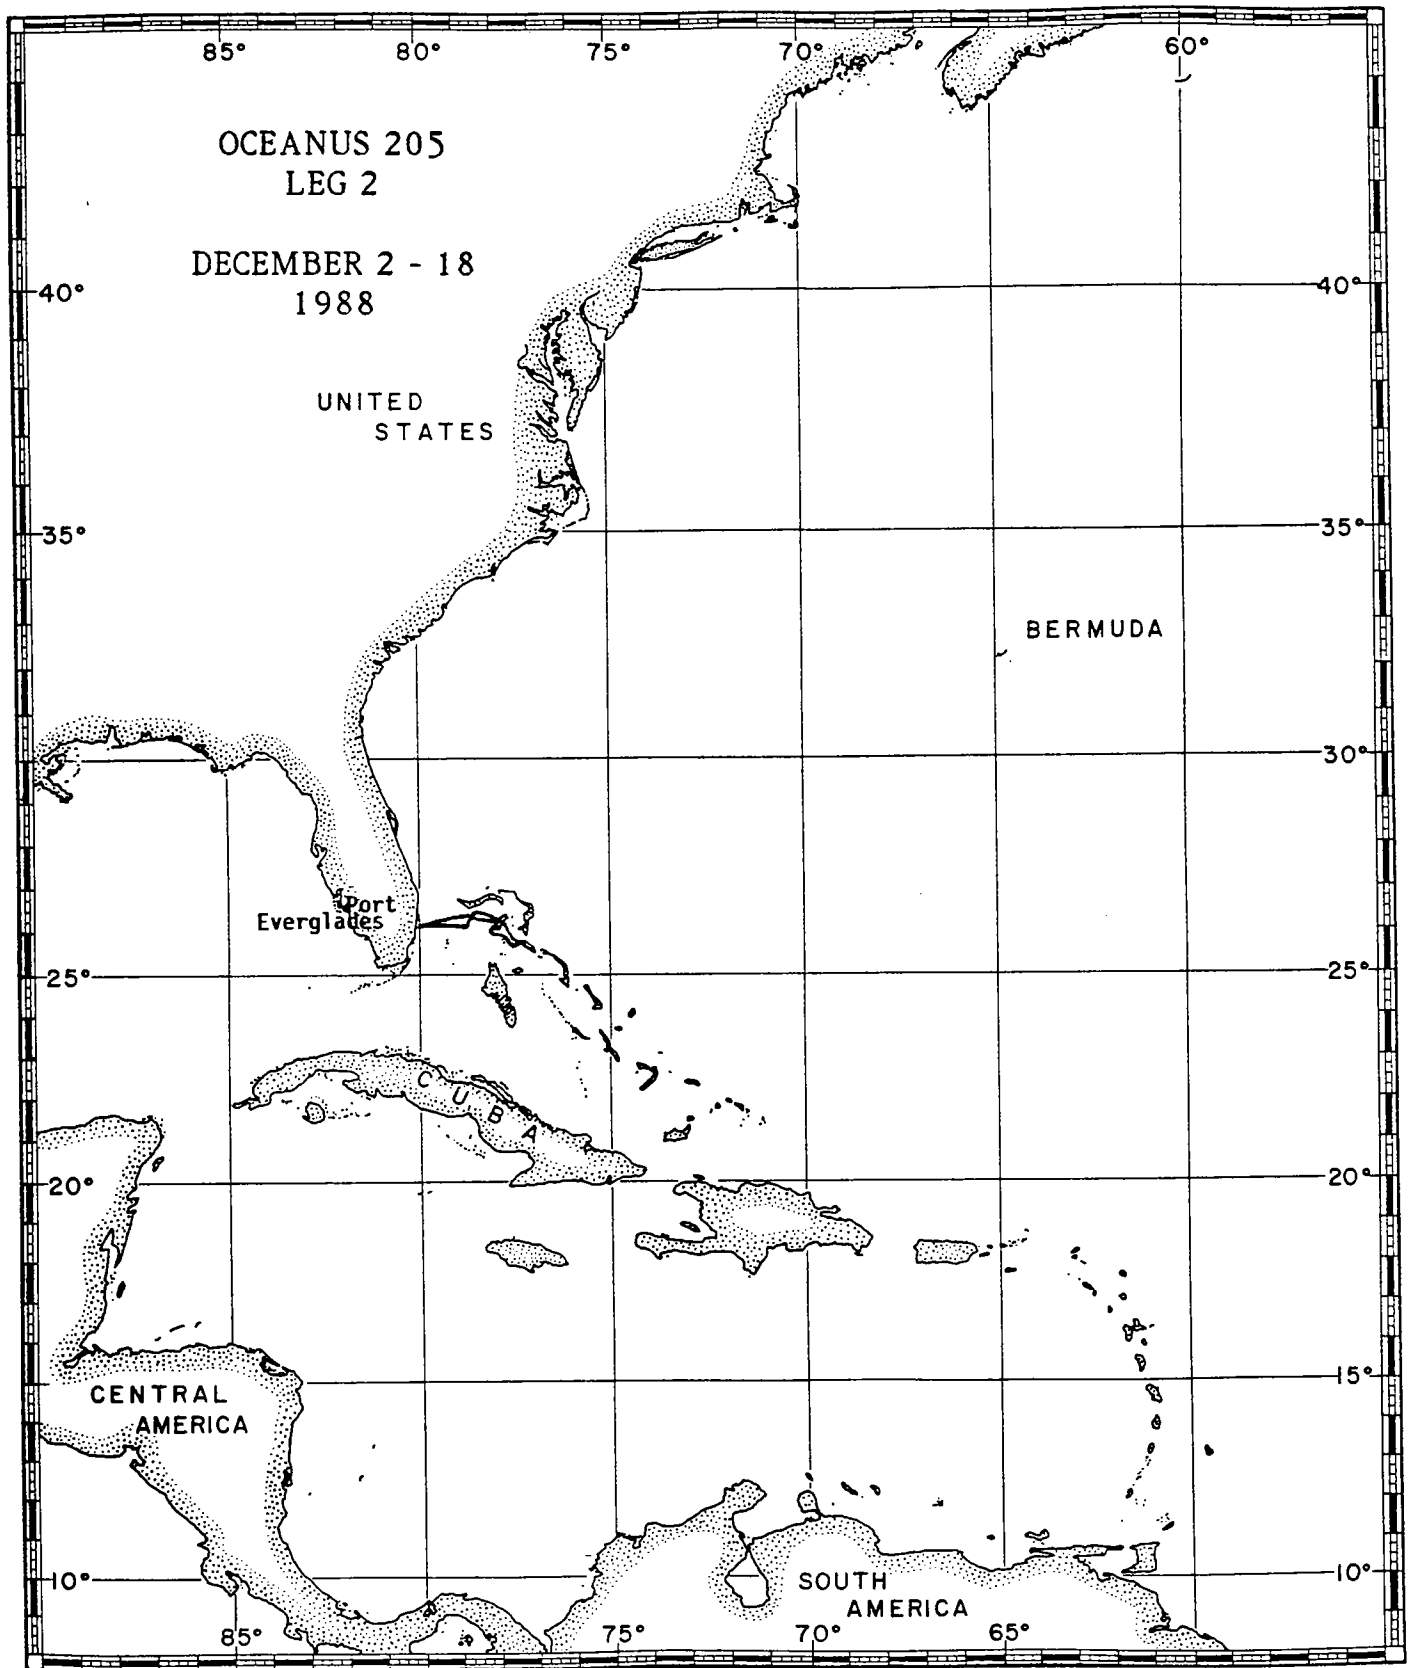 85° 80° 75° 70° 60°
OCEANUS 205
LEG 2
DECEMBER 2 - 18
1988
40° 40°
UNITED
STATES
35° 35°
BERMUDA
30°
Port
Everglades
25° 25°
CUBA
20° 20°
15°
CENTRAL
AMERICA
10° 10°
SOUTH
AMERICA
85° 75° 70° 65°